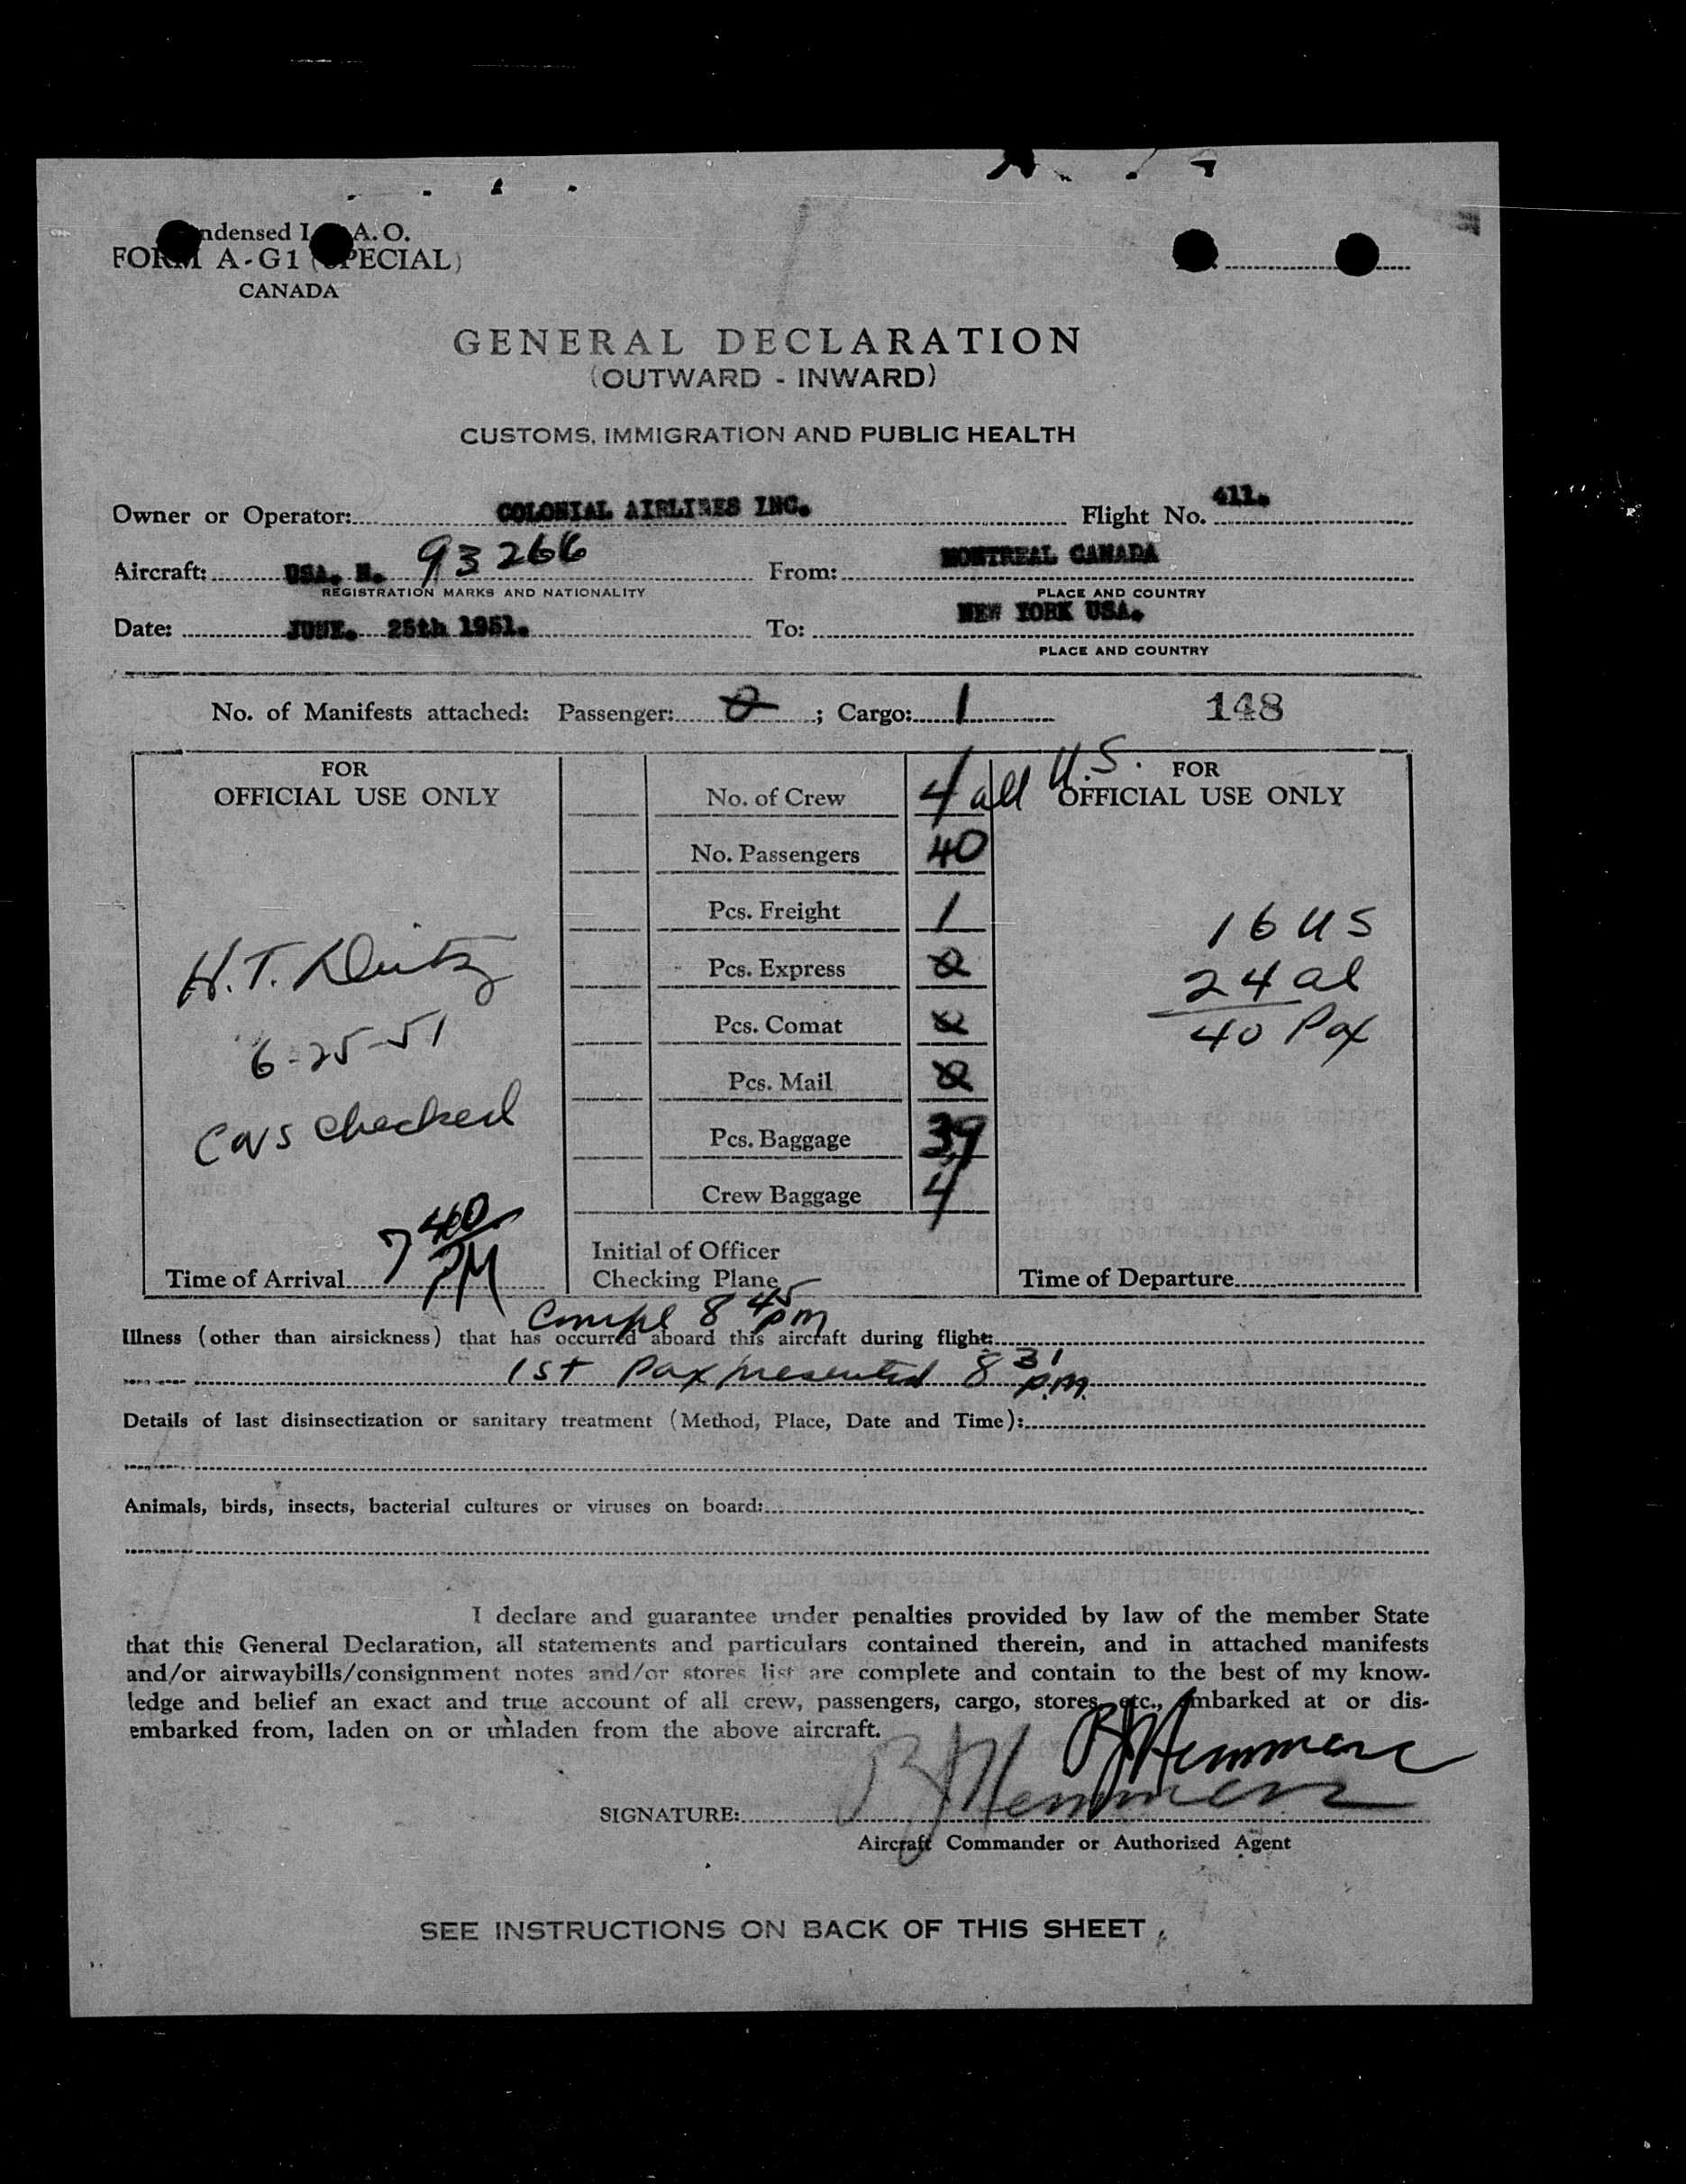 ndensed I A.O.
FORM A-G1 (SPECIAL)
CANADA
GENERAL DECLARATION
(OUTWARD - INWARD)
CUSTOMS, IMMIGRATION AND PUBLIC HEALTH
Owner or Operator: COLONIAL AIRLINES INC. Flight No. 411.
Aircraft: USA. N. 93266 From: MONTREAL CANADA
REGISTRATION MARKS AND NATIONALITY PLACE AND COUNTRY
Date: JUNE. 25th 1951. To: NEW YORK USA.
PLACE AND COUNTRY
No. of Manifests attached: Passenger: 0 ; Cargo: 1 148
FOR OFFICIAL USE ONLY
H.T.
6-25-51
checked
Time of Arrival 7 40 PM
No. of Crew 4 all U.S.
No. Passengers 40
Pcs. Freight 1
Pcs. Express 0
Pcs. Comat 0
Pcs. Mail 0
Pcs. Baggage 39
Crew Baggage 4
Initial of Officer
Checking Plane
FOR
OFFICIAL USE ONLY
16 US
24 al
40 Pax
Time of Departure
Compl 8 45 pm
Illness (other than airsickness) that has occurred aboard this aircraft during flight:
1st Pax presented 8 31 p.m.
Details of last disinsectization or sanitary treatment (Method, Place, Date and Time):
Animals, birds, insects, bacterial cultures or viruses on board:
I declare and guarantee under penalties provided by law of the member State
that this General Declaration, all statements and particulars contained therein, and in attached manifests
and/or airwaybills/consignment notes and/or stores list are complete and contain to the best of my know-
ledge and belief an exact and true account of all crew, passengers, cargo, stores, etc., embarked at or dis-
embarked from, laden on or unladen from the above aircraft.
SIGNATURE:
Aircraft Commander or Authorized Agent
SEE INSTRUCTIONS ON BACK OF THIS SHEET